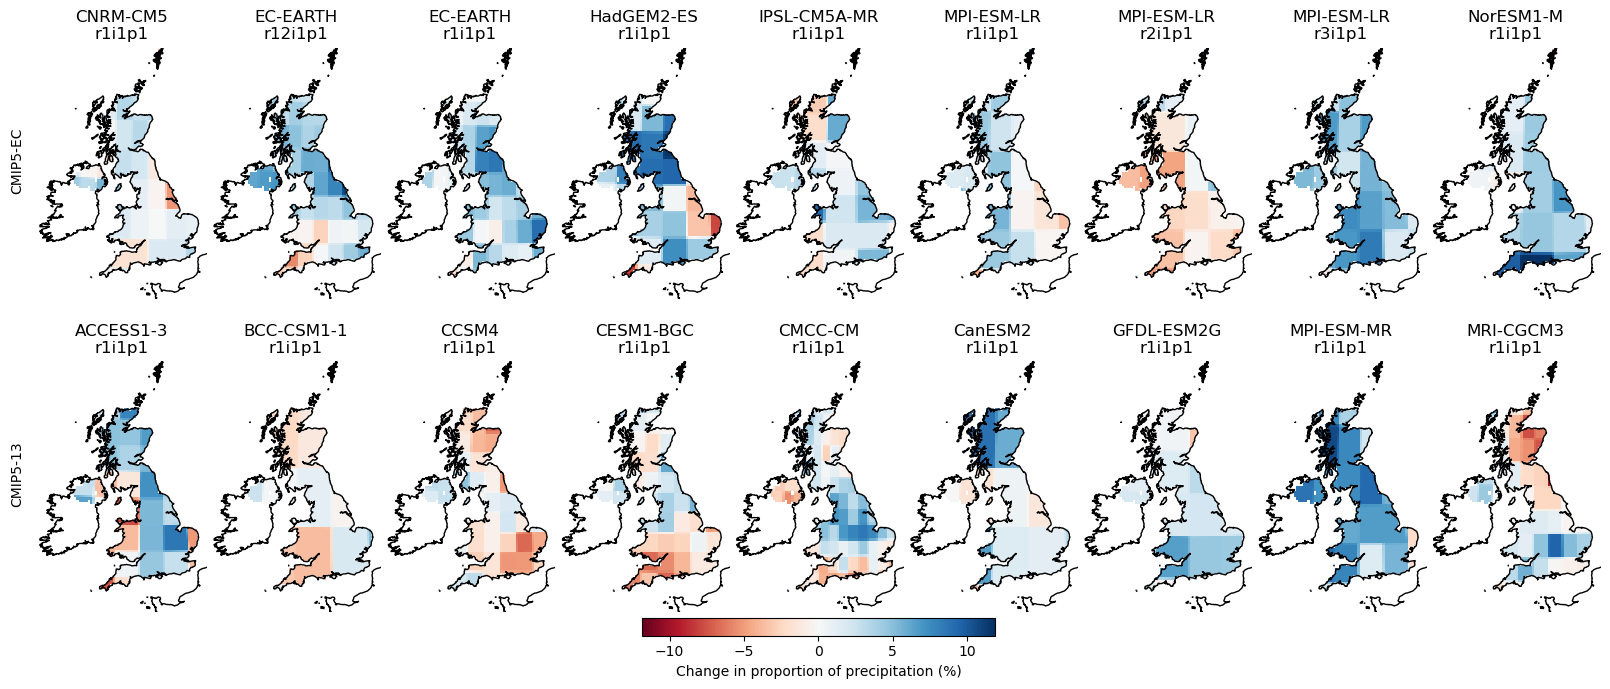 CNRM-CM5 EC-EARTH EC-EARTH HadGEM2-ES IPSL-CM5A-MR MPI-ESM-LR MPI-ESM-LR MPI-ESM-LR NorESM1-M
r1i1p1 r12i1p1 r1i1p1 r1i1p1 r1i1p1 r1i1p1 r2i1p1 r3i1p1 r1i1p1
CMIP5-EC
ACCESS1-3 BCC-CSM1-1 CCSM4 CESM1-BGC CMCC-CM CanESM2 GFDL-ESM2G MPI-ESM-MR MRI-CGCM3
r1i1p1 r1i1p1 r1i1p1 r1i1p1 r1i1p1 r1i1p1 r1i1p1 r1i1p1 r1i1p1
CMIP5-13
−10 −5 0 5 10
Change in proportion of precipitation (%)